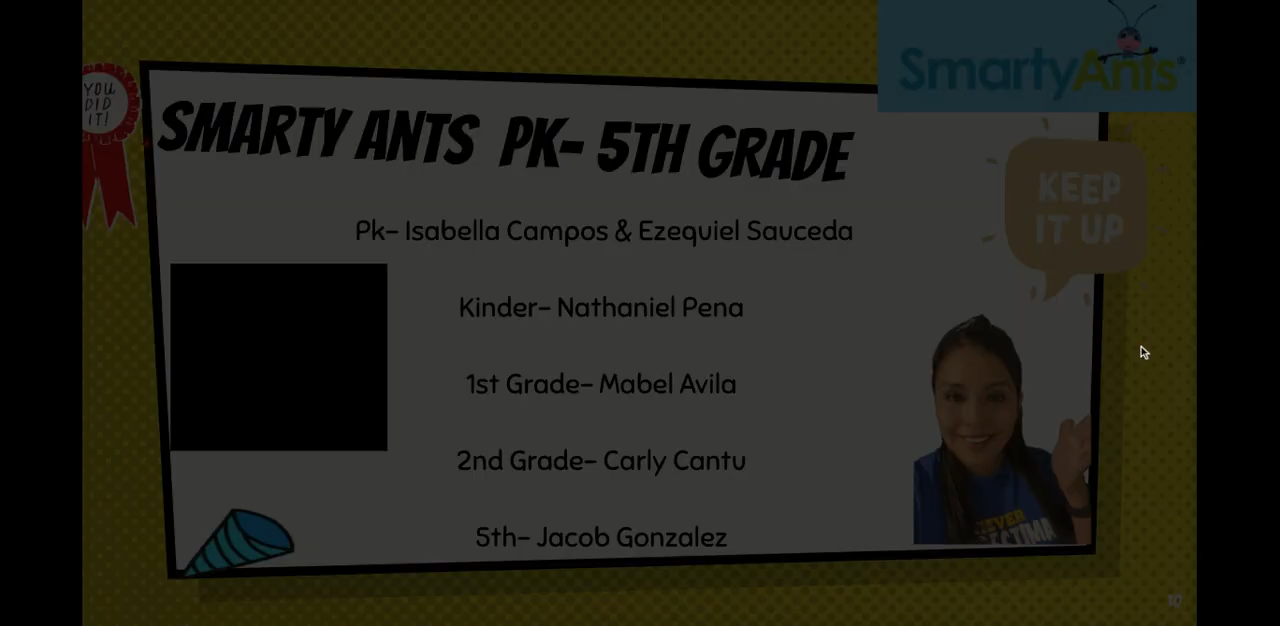 SmartyAnts
YOU
DID
IT!
SMARTY ANTS PK- 5TH GRADE
KEEP
IT UP
Pk- Isabella Campos & Ezequiel Sauceda
Kinder- Nathaniel Pena
1st Grade- Mabel Avila
2nd Grade- Carly Cantu
5th- Jacob Gonzalez
10